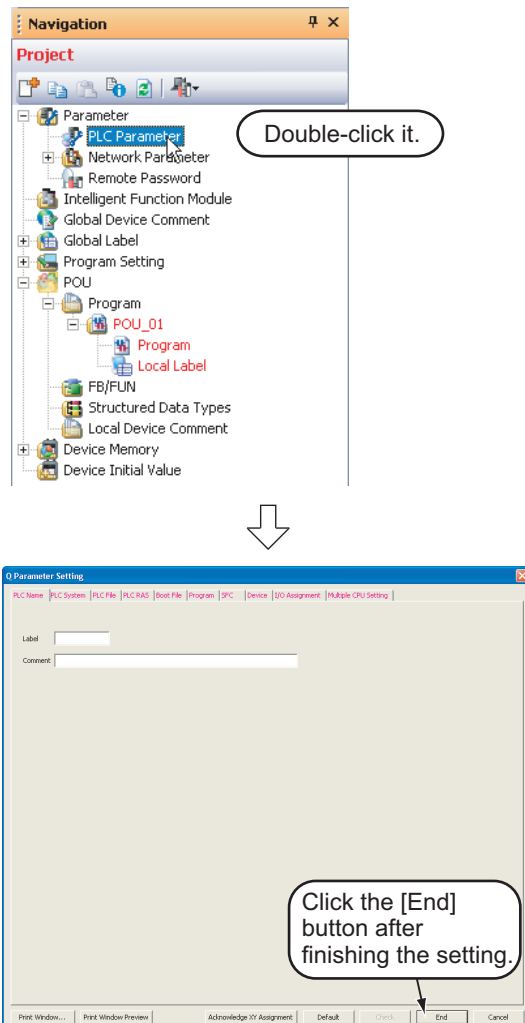 Navigation
Project
Parameter
PLC Parameter
Double-click it.
Network Parameter
Remote Password
Intelligent Function Module
Global Device Comment
Global Label
Program Setting
POU
Program
POU_01
Program
Local Label
FB/FUN
Structured Data Types
Local Device Comment
Device Memory
Device Initial Value
Q Parameter Setting
PLC Name PLC System PLC File PLC RAS Boot File Program SFC Device I/O Assignment Multiple CPU Setting
Label
Comment
Click the [End]
button after
finishing the setting.
Print Window... Print Window Preview Acknowledge XY Assignment Default Check End Cancel